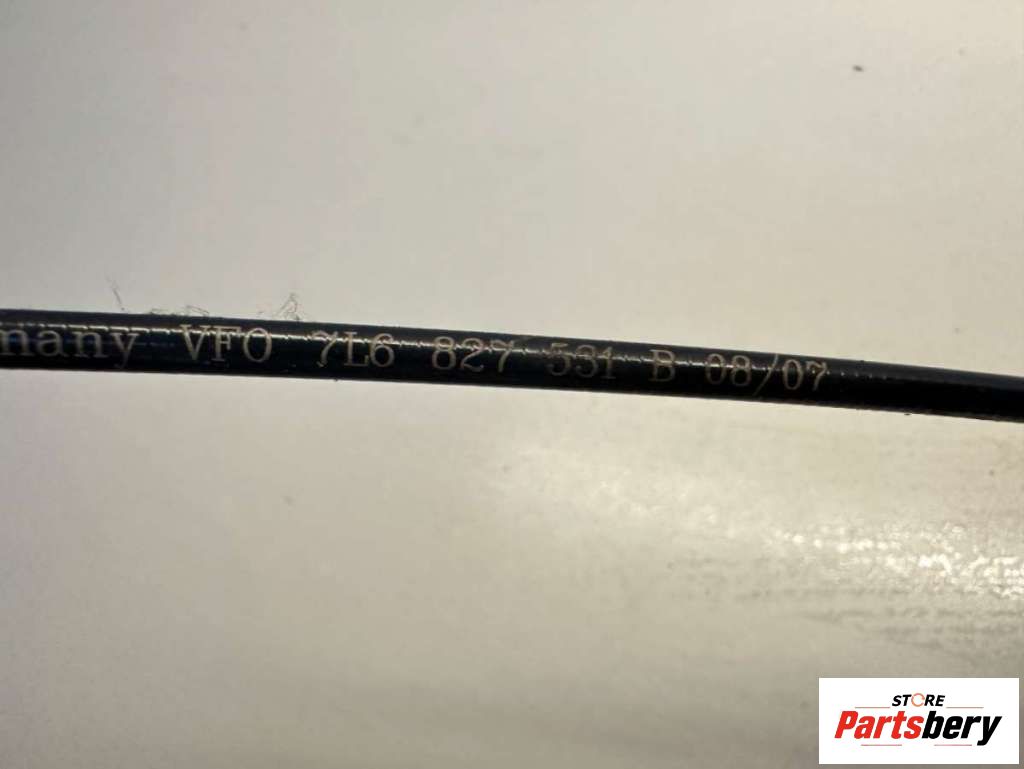 many VFO 7L6 827 531 B 08/07
STORE
Partsbery